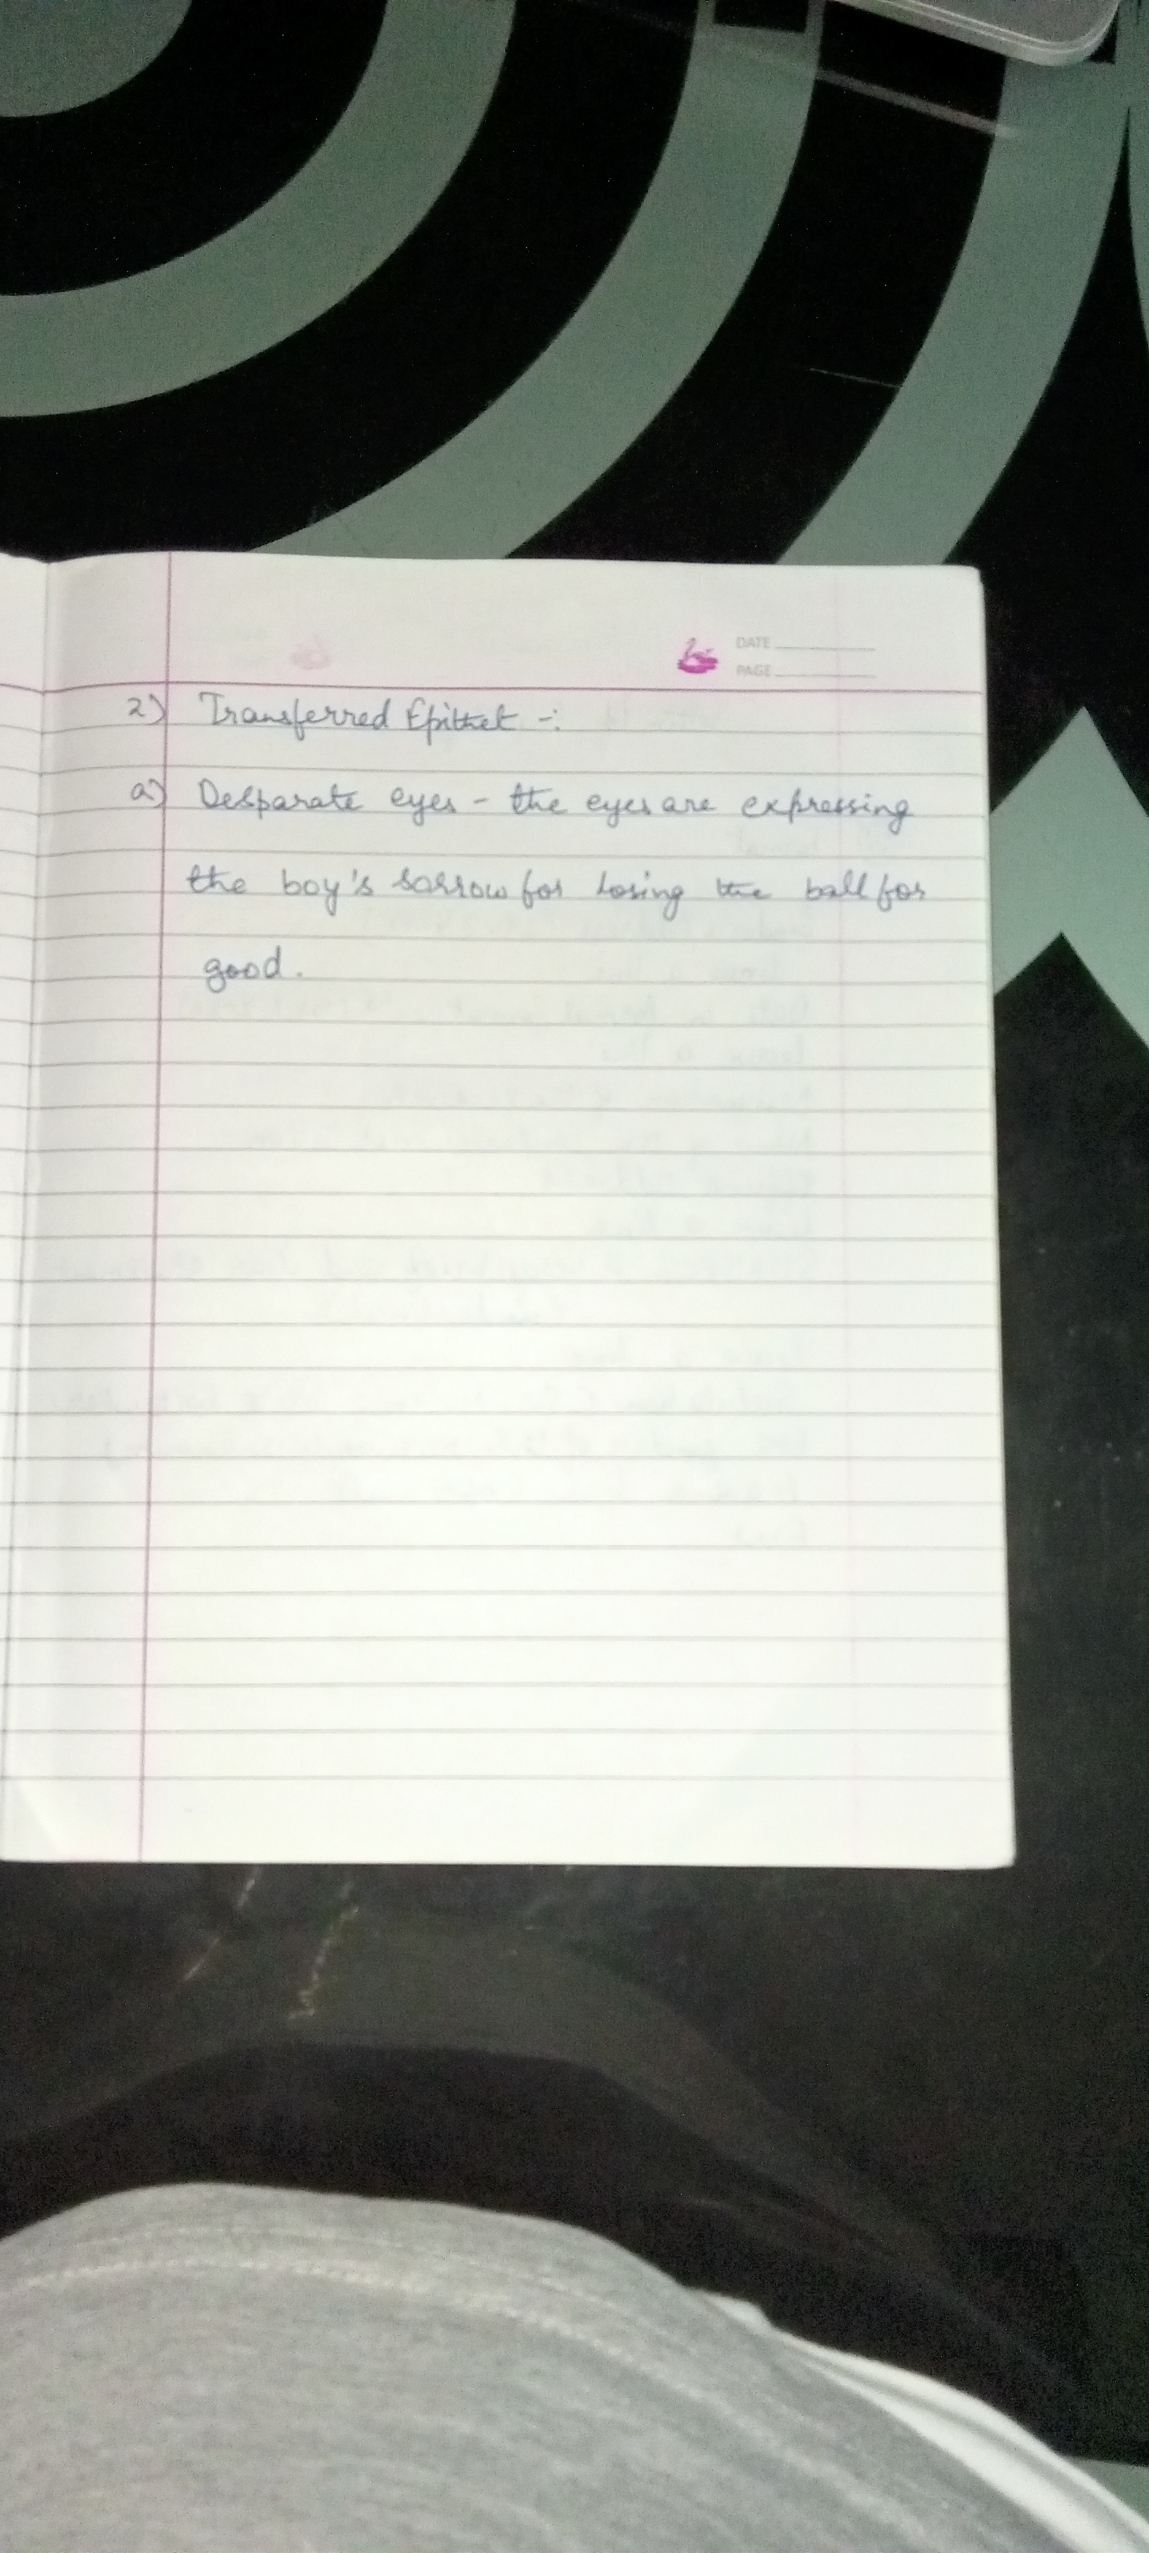 DATE
PAGE
2) Transferred Epithet -:
a) Desparate eyes - the eyes are expressing
the boy's sorrow for losing the ball for
good.